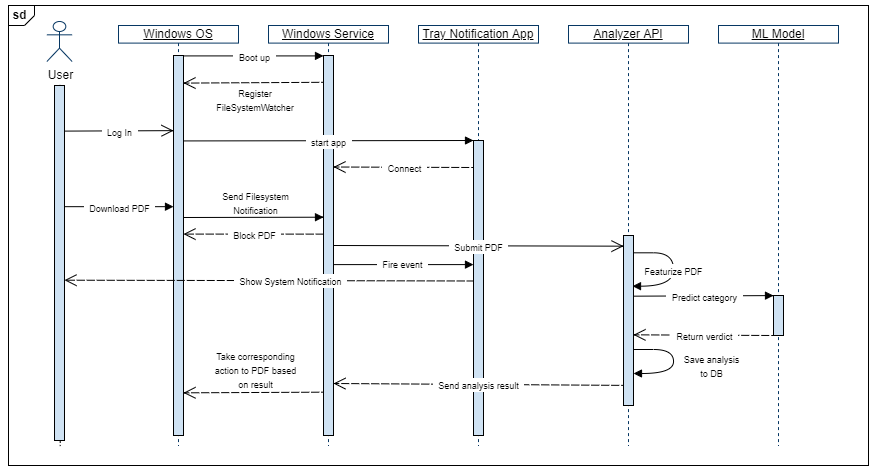 sd
Windows OS
Windows Service
Tray Notification App
Analyzer API
ML Model
User
Boot up
Register
FileSystemWatcher
Log In
start app
Connect
Send Filesystem
Notification
Download PDF
Block PDF
Submit PDF
Fire event
Featurize PDF
Show System Notification
Predict category
Return verdict
Save analysis
to DB
Take corresponding
action to PDF based
on result
Send analysis result